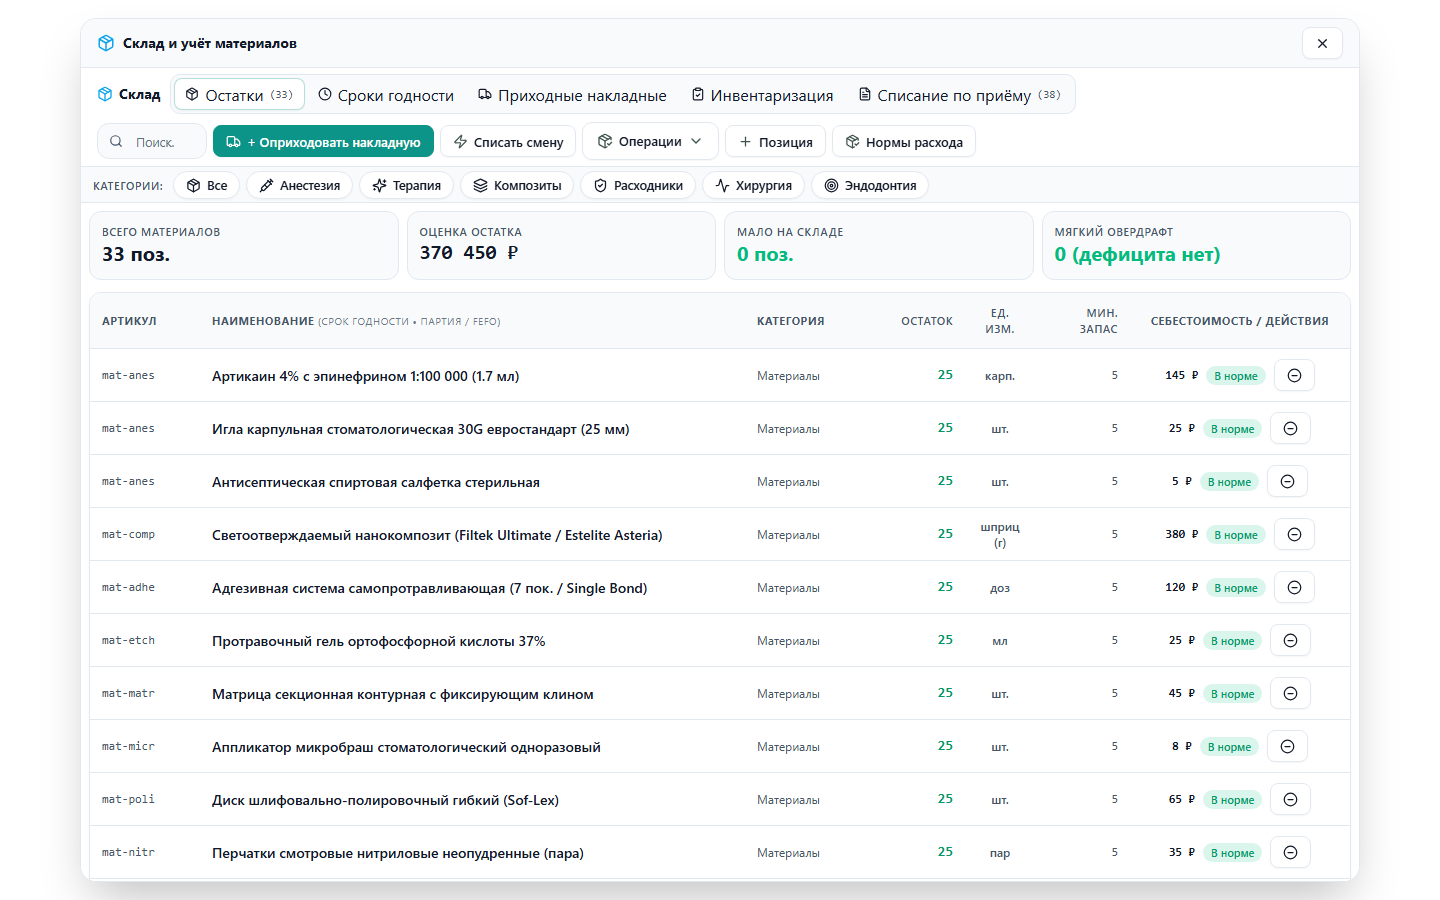 Склад и учёт материалов
Склад
Остатки (33)
Сроки годности
Приходные накладные
Инвентаризация
Списание по приёму (38)
Поиск.
+ Оприходовать накладную
Списать смену
Операции
Позиция
Нормы расхода
КАТЕГОРИИ:
Все
Анестезия
Терапия
Композиты
Расходники
Хирургия
Эндодонтия
ВСЕГО МАТЕРИАЛОВ
33 поз.
ОЦЕНКА ОСТАТКА
370 450 ₽
МАЛО НА СКЛАДЕ
0 поз.
МЯГКИЙ ОВЕРДРАФТ
0 (дефицита нет)
АРТИКУЛ НАИМЕНОВАНИЕ (СРОК ГОДНОСТИ • ПАРТИЯ / FEFO) КАТЕГОРИЯ ОСТАТОК ЕД. ИЗМ. МИН. ЗАПАС СЕБЕСТОИМОСТЬ / ДЕЙСТВИЯ
mat-anes Артикаин 4% с эпинефрином 1:100 000 (1.7 мл) Материалы 25 карп. 5 145 ₽ В норме
mat-anes Игла карпульная стоматологическая 30G евростандарт (25 мм) Материалы 25 шт. 5 25 ₽ В норме
mat-anes Антисептическая спиртовая салфетка стерильная Материалы 25 шт. 5 5 ₽ В норме
mat-comp Светоотверждаемый нанокомпозит (Filtek Ultimate / Estelite Asteria) Материалы 25 шприц (г) 5 380 ₽ В норме
mat-adhe Адгезивная система самопротравливающая (7 пок. / Single Bond) Материалы 25 доз 5 120 ₽ В норме
mat-etch Протравочный гель ортофосфорной кислоты 37% Материалы 25 мл 5 25 ₽ В норме
mat-matr Матрица секционная контурная с фиксирующим клином Материалы 25 шт. 5 45 ₽ В норме
mat-micr Аппликатор микробраш стоматологический одноразовый Материалы 25 шт. 5 8 ₽ В норме
mat-poli Диск шлифовально-полировочный гибкий (Sof-Lex) Материалы 25 шт. 5 65 ₽ В норме
mat-nitr Перчатки смотровые нитриловые неопудренные (пара) Материалы 25 пар 5 35 ₽ В норме